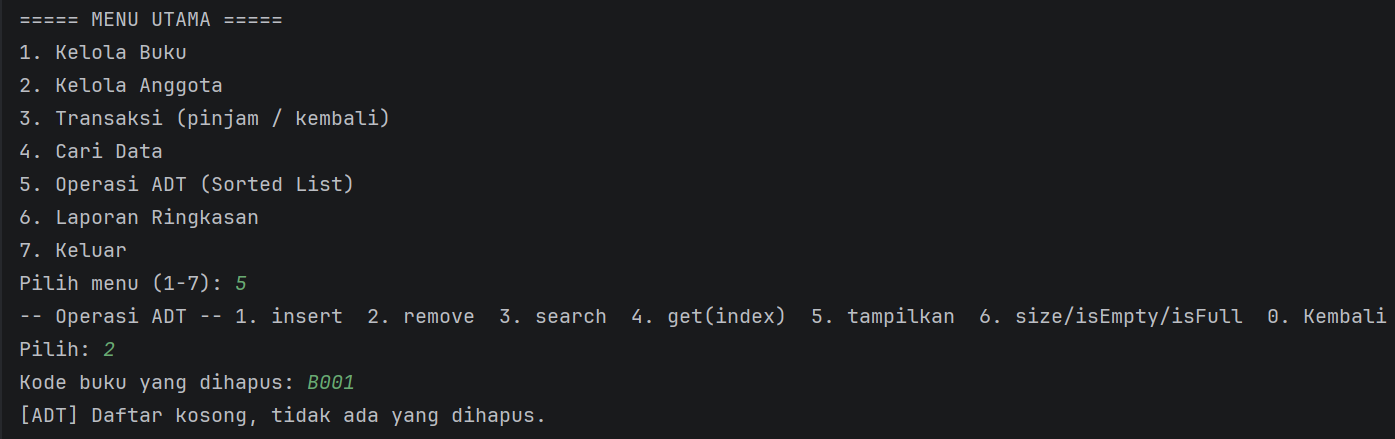 ===== MENU UTAMA =====
1. Kelola Buku
2. Kelola Anggota
3. Transaksi (pinjam / kembali)
4. Cari Data
5. Operasi ADT (Sorted List)
6. Laporan Ringkasan
7. Keluar
Pilih menu (1-7): 5
-- Operasi ADT -- 1. insert  2. remove  3. search  4. get(index)  5. tampilkan  6. size/isEmpty/isFull  0. Kembali
Pilih: 2
Kode buku yang dihapus: B001
[ADT] Daftar kosong, tidak ada yang dihapus.